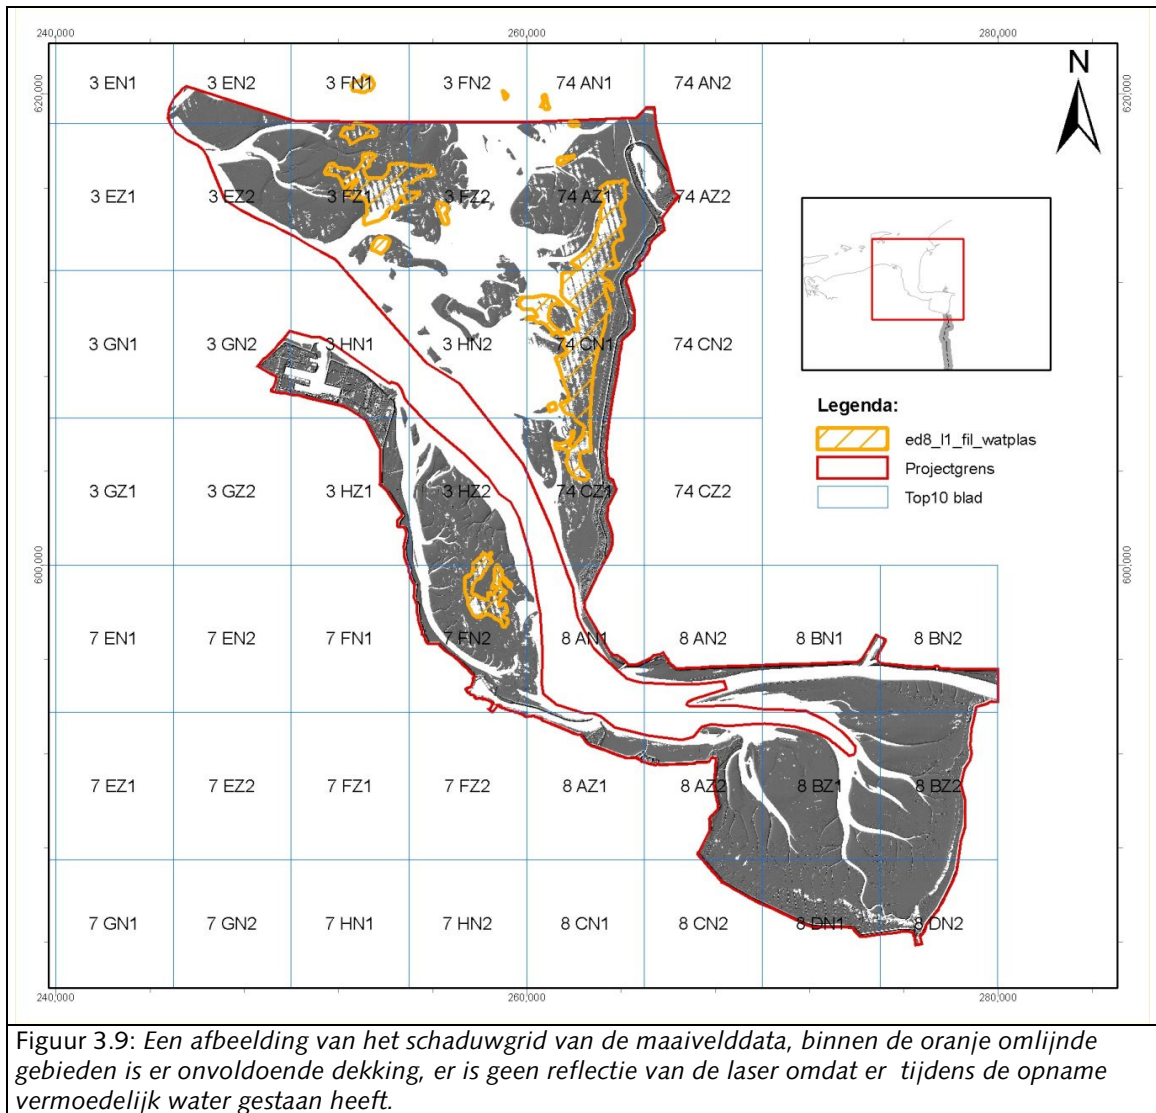 240,000 260,000 280,000
620,000 620,000
3 EN1 3 EN2 3 FN1 3 FN2 74 AN1 74 AN2
N
3 EZ1 3 EZ2 3 FZ1 3 FZ2 74 AZ1 74 AZ2
3 GN1 3 GN2 3 HN1 3 HN2 74 CN1 74 CN2
Legenda:
ed8_l1_fil_watplas
Projectgrens
Top10 blad
3 GZ1 3 GZ2 3 HZ1 3 HZ2 74 CZ1 74 CZ2
600,000 600,000
7 EN1 7 EN2 7 FN1 7 FN2 8 AN1 8 AN2 8 BN1 8 BN2
7 EZ1 7 EZ2 7 FZ1 7 FZ2 8 AZ1 8 AZ2 8 BZ1 8 BZ2
7 GN1 7 GN2 7 HN1 7 HN2 8 CN1 8 CN2 8 DN1 8 DN2
240,000 260,000 280,000
Figuur 3.9: Een afbeelding van het schaduwgrid van de maaivelddata, binnen de oranje omlijnde
gebieden is er onvoldoende dekking, er is geen reflectie van de laser omdat er tijdens de opname
vermoedelijk water gestaan heeft.